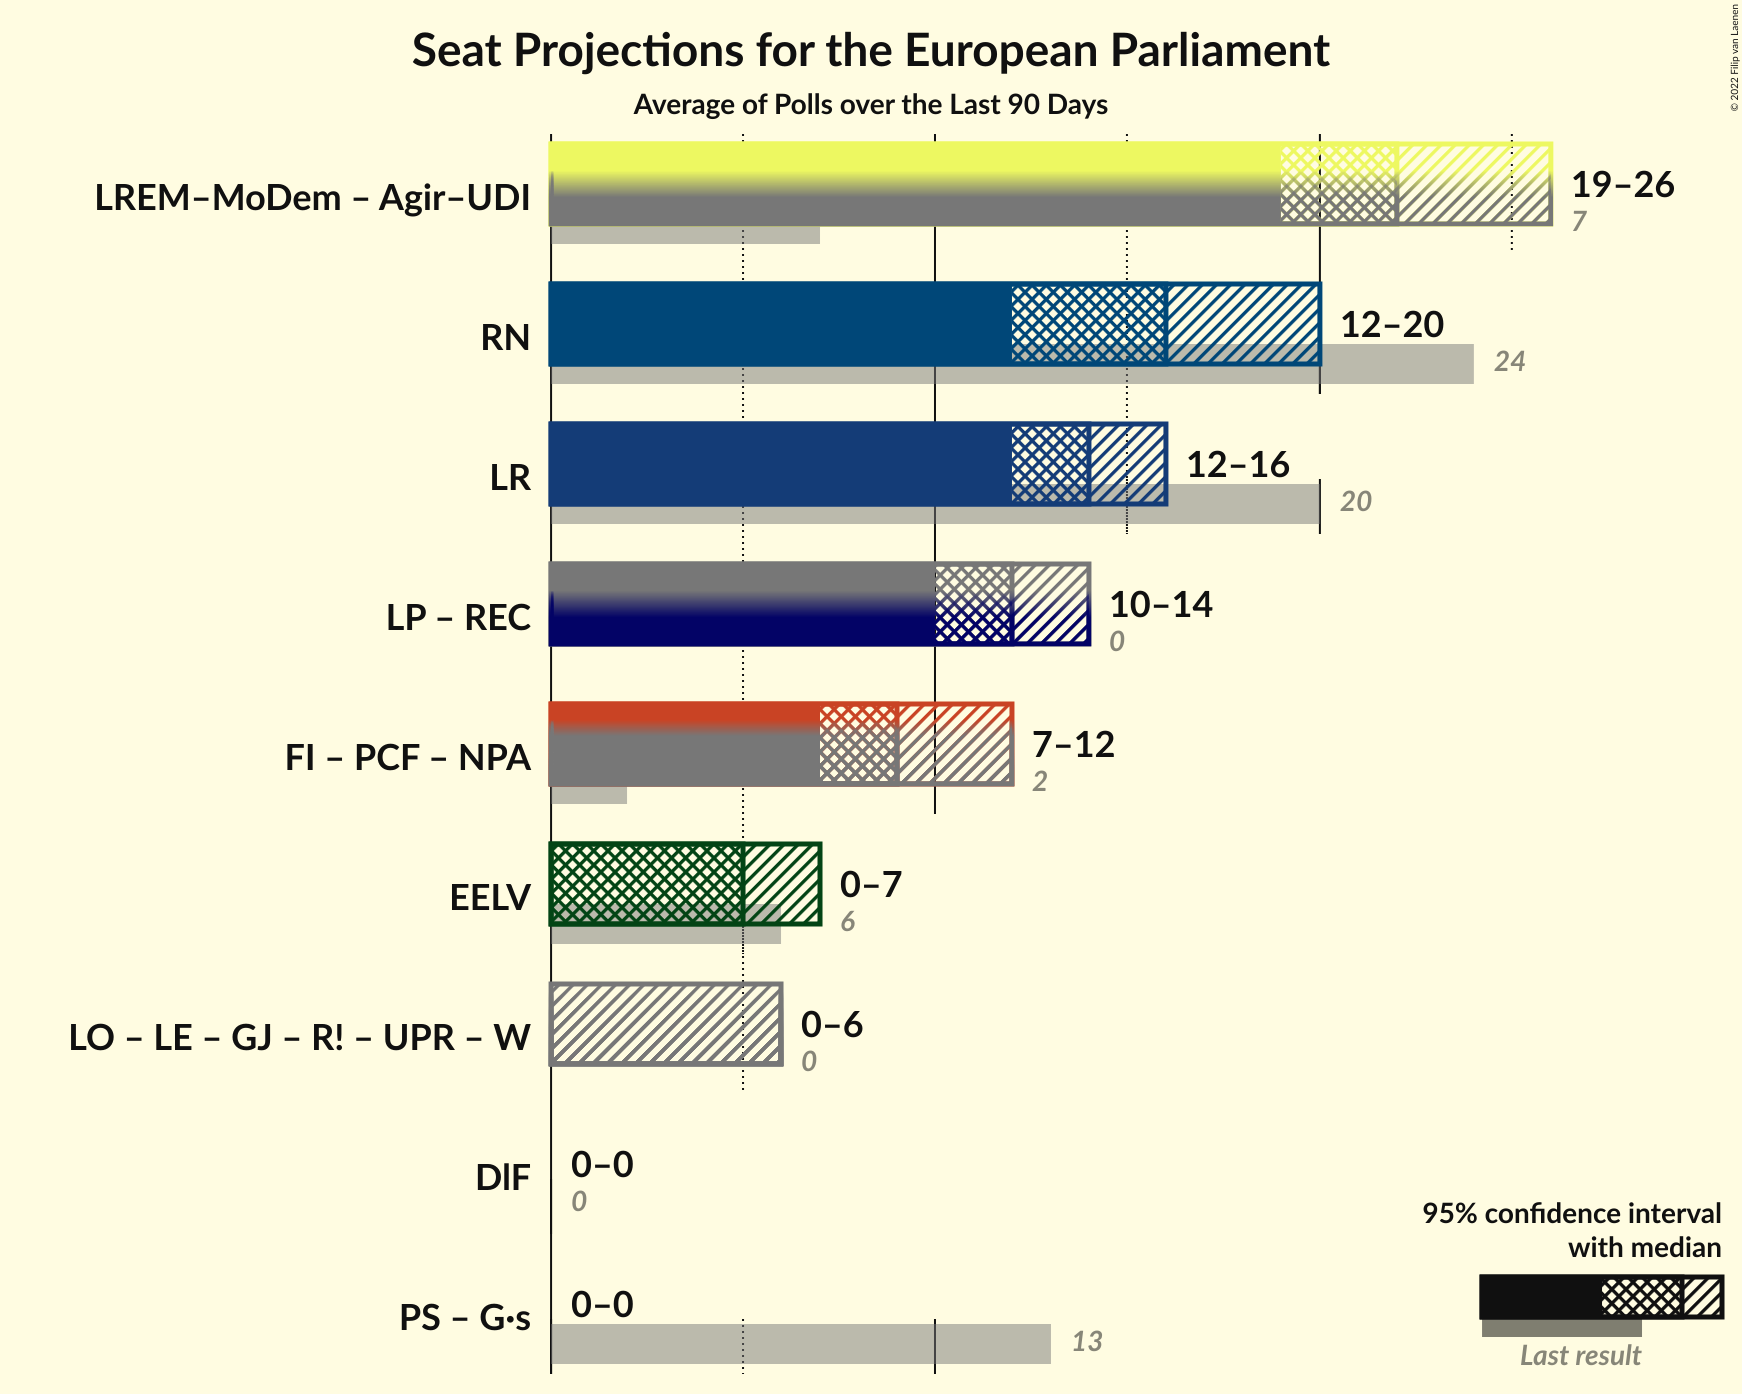 Seat Projections for the European Parliament
Average of Polls over the Last 90 Days
© 2022 Filip van Laenen
LREM–MoDem – Agir–UDI
19–26
7
RN
12–20
24
LR
12–16
20
LP – REC
10–14
0
FI – PCF – NPA
7–12
2
EELV
0–7
6
LO – LE – GJ – R! – UPR – W
0–6
0
DlF
0–0
0
PS – G·s
0–0
13
95% confidence interval
with median
Last result